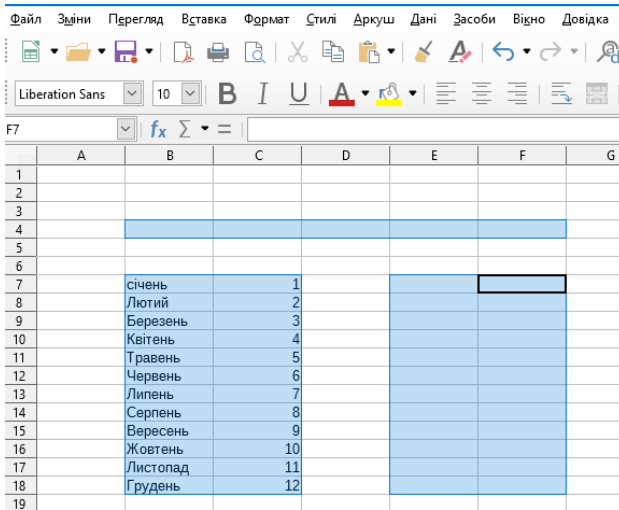 Файл Зміни Перегляд Вставка Формат Стилі Аркуш Дані Засоби Вікно Довідка
Liberation Sans 10 B I U A
F7 fx Σ =
A B C D E F G
1
2
3
4
5
6
7 січень 1
8 Лютий 2
9 Березень 3
10 Квітень 4
11 Травень 5
12 Червень 6
13 Липень 7
14 Серпень 8
15 Вересень 9
16 Жовтень 10
17 Листопад 11
18 Грудень 12
19